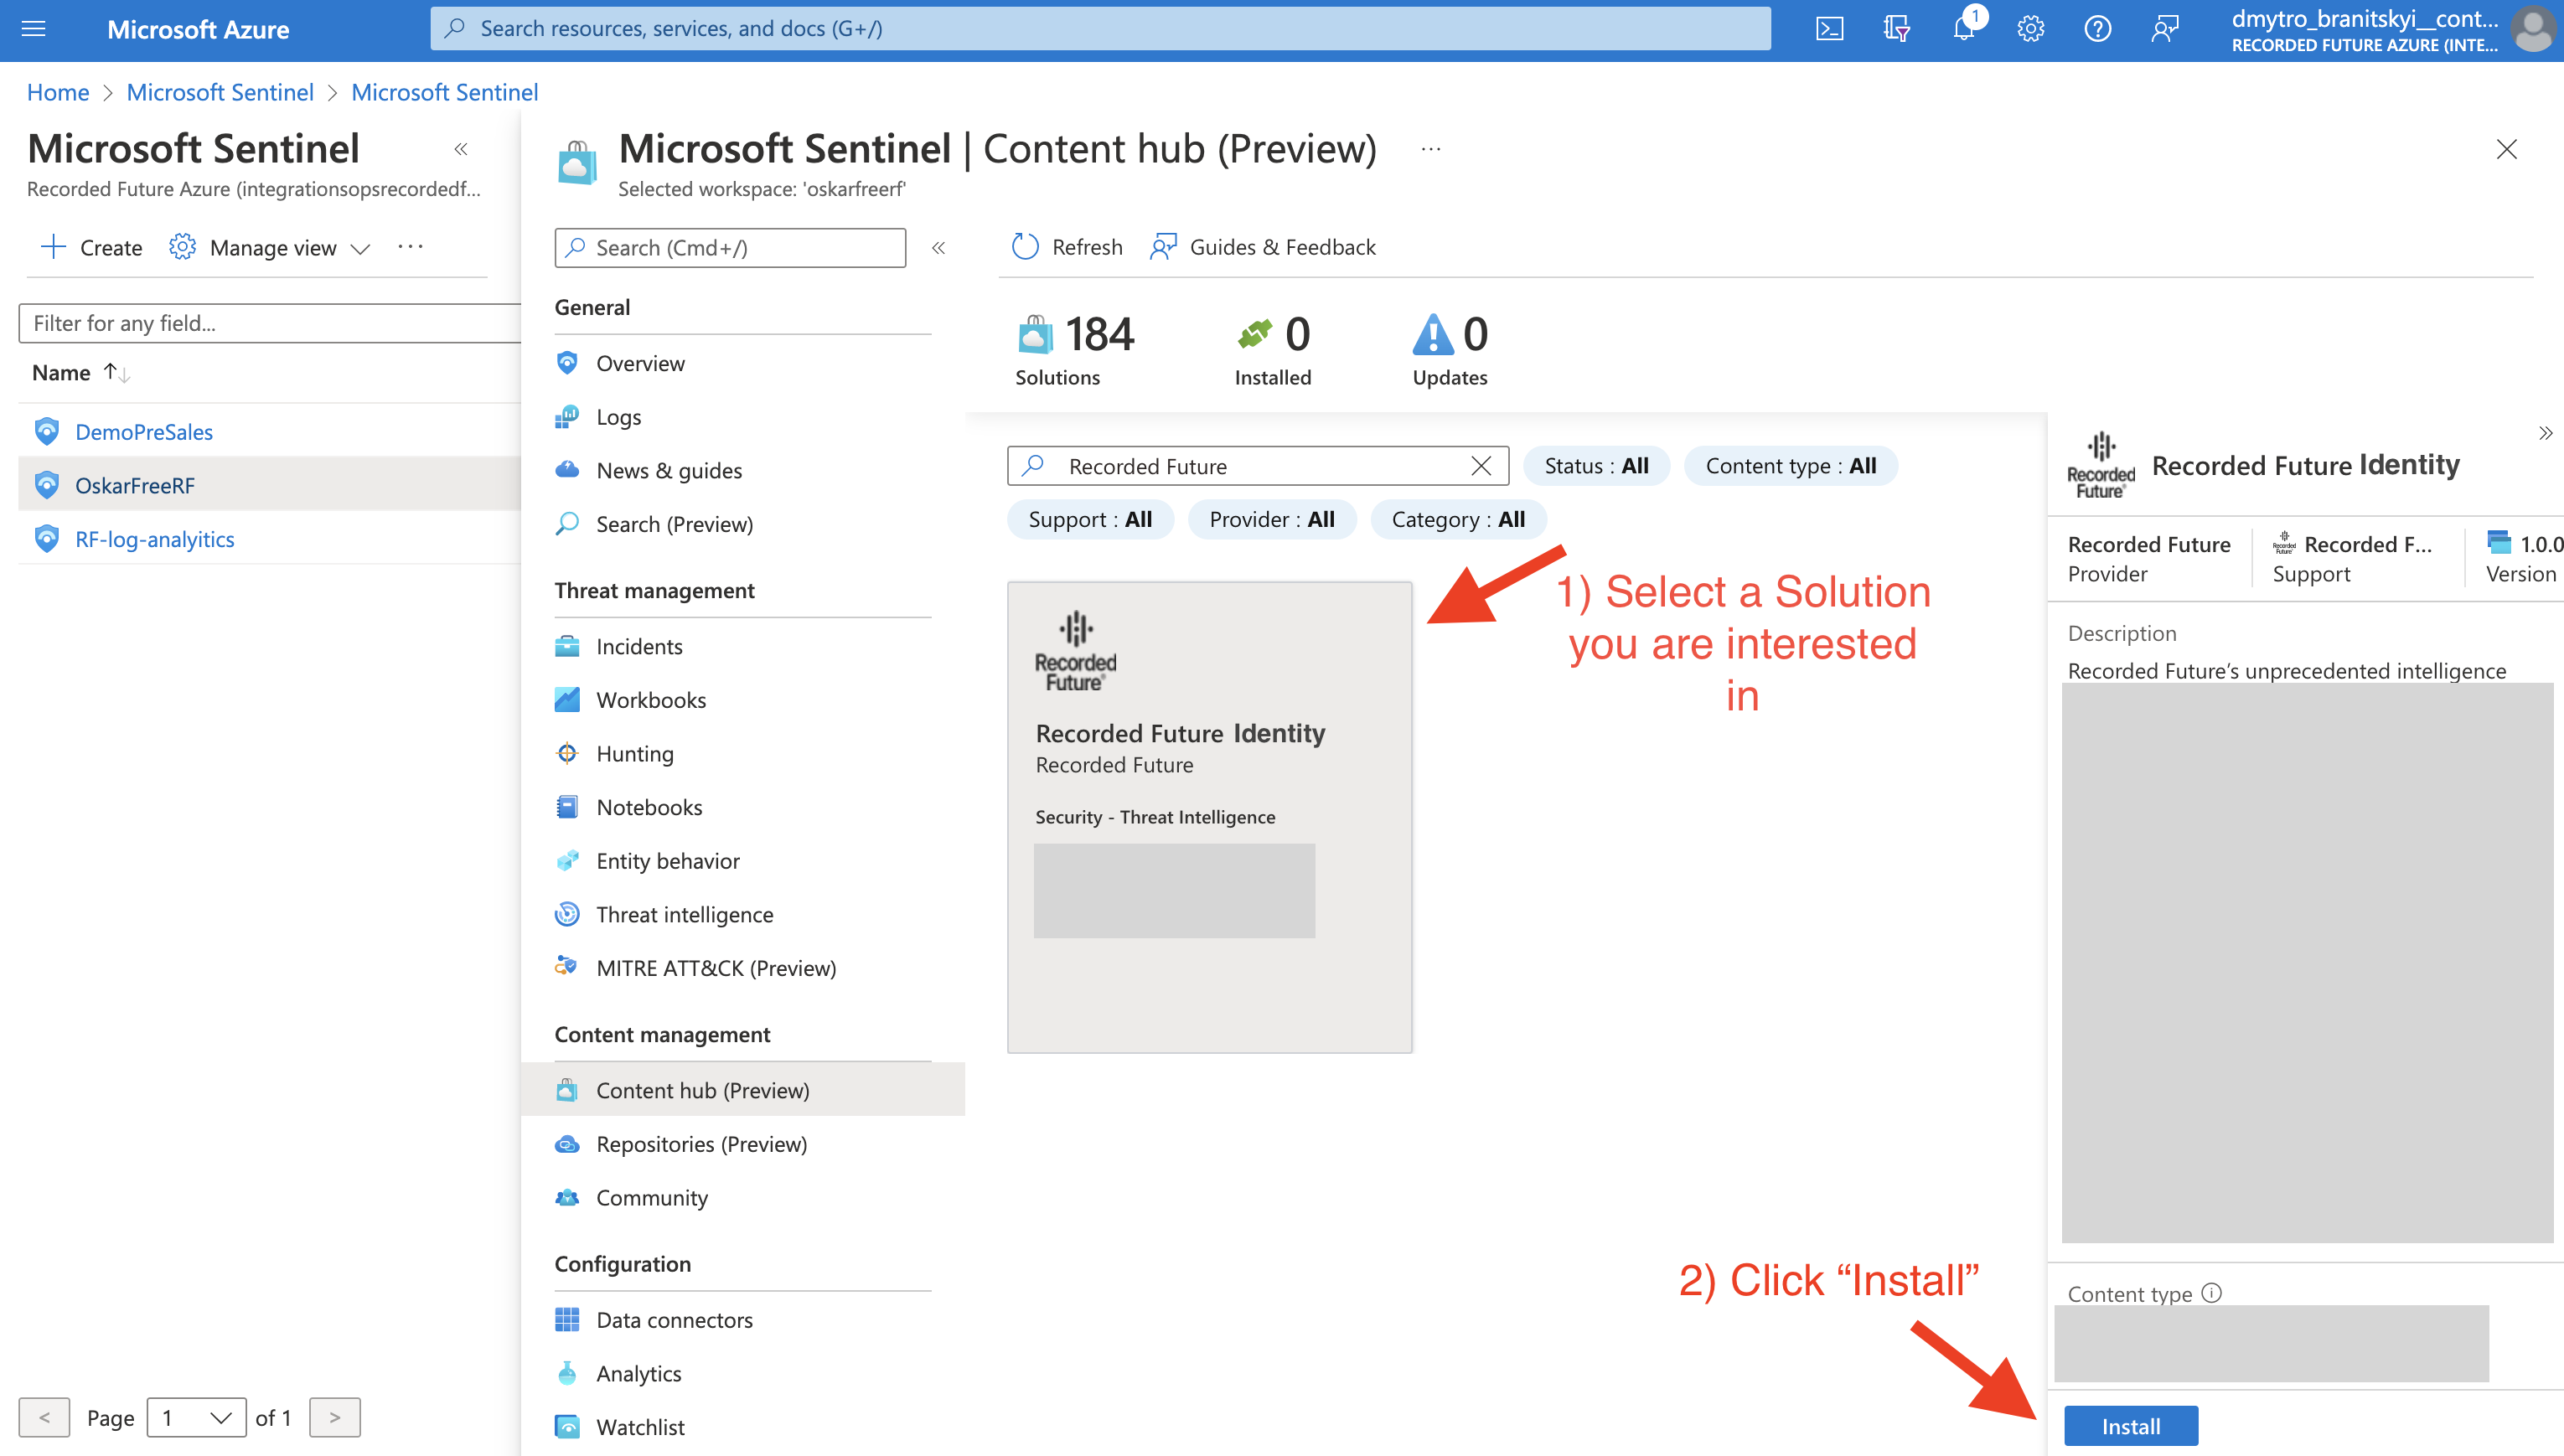 Microsoft Azure
Search resources, services, and docs (G+/)
1
dmytro_branitskyi__cont...
RECORDED FUTURE AZURE (INTE...
Home > Microsoft Sentinel > Microsoft Sentinel
Microsoft Sentinel
Recorded Future Azure (integrationsopsrecordedf...
Create
Manage view
Filter for any field...
Name
DemoPreSales
OskarFreeRF
RF-log-analyitics
< Page 1 of 1 >
Microsoft Sentinel | Content hub (Preview)
Selected workspace: 'oskarfreerf'
Search (Cmd+/)
General
Overview
Logs
News & guides
Search (Preview)
Threat management
Incidents
Workbooks
Hunting
Notebooks
Entity behavior
Threat intelligence
MITRE ATT&CK (Preview)
Content management
Content hub (Preview)
Repositories (Preview)
Community
Configuration
Data connectors
Analytics
Watchlist
Refresh
Guides & Feedback
184
Solutions
0
Installed
0
Updates
Recorded Future
Status : All
Content type : All
Support : All
Provider : All
Category : All
Recorded
Future®
Recorded Future Identity
Recorded Future
Security - Threat Intelligence
1) Select a Solution
you are interested
in
2) Click “Install”
Recorded
Future®
Recorded Future Identity
Recorded Future
Provider
Recorded
Future
Recorded F...
Support
1.0.0
Version
Description
Recorded Future’s unprecedented intelligence
Content type
Install